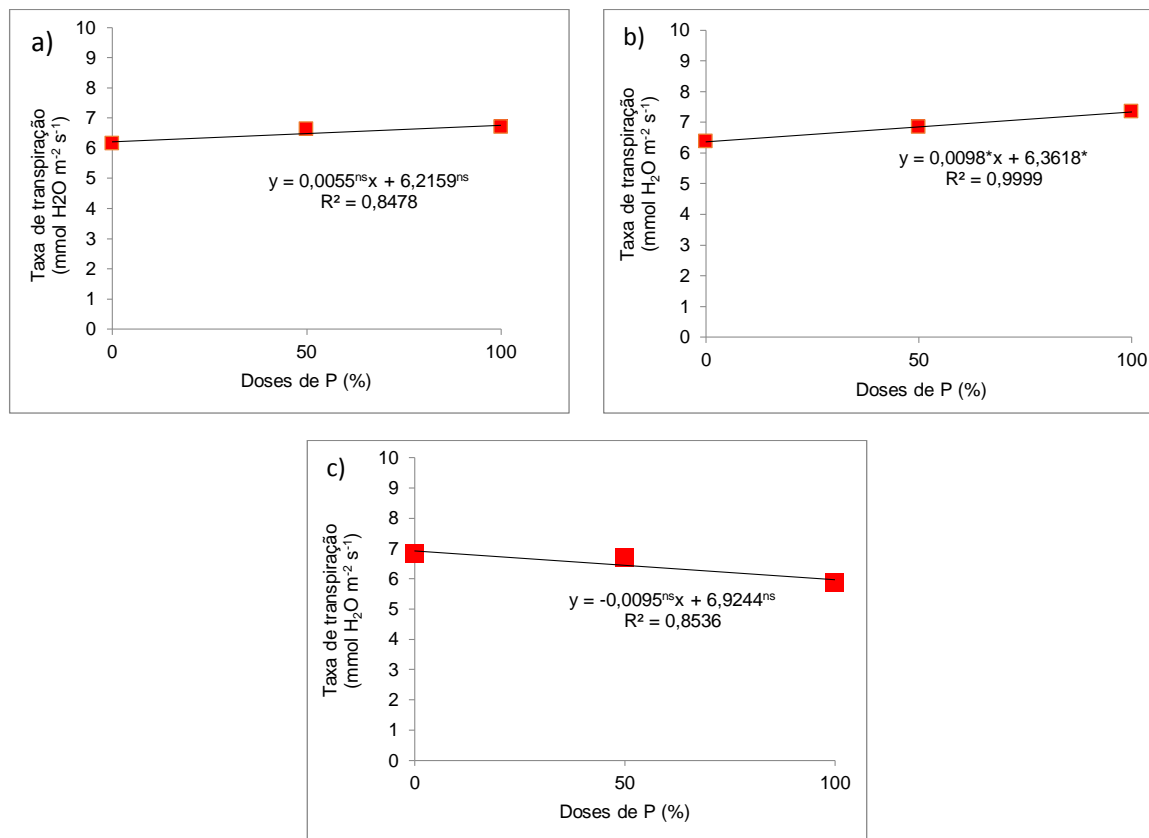 a)
Taxa de transpiração
(mmol H2O m⁻² s⁻¹)
10
9
8
7
6
5
4
3
2
1
0
y = 0,0055ⁿˢx + 6,2159ⁿˢ
R² = 0,8478
0
50
100
Doses de P (%)
b)
Taxa de transpiração
(mmol H₂O m⁻² s⁻¹)
10
9
8
7
6
5
4
3
2
1
0
y = 0,0098*x + 6,3618*
R² = 0,9999
0
50
100
Doses de P (%)
c)
Taxa de transpiração
(mmol H₂O m⁻² s⁻¹)
10
9
8
7
6
5
4
3
2
1
0
y = -0,0095ⁿˢx + 6,9244ⁿˢ
R² = 0,8536
0
50
100
Doses de P (%)